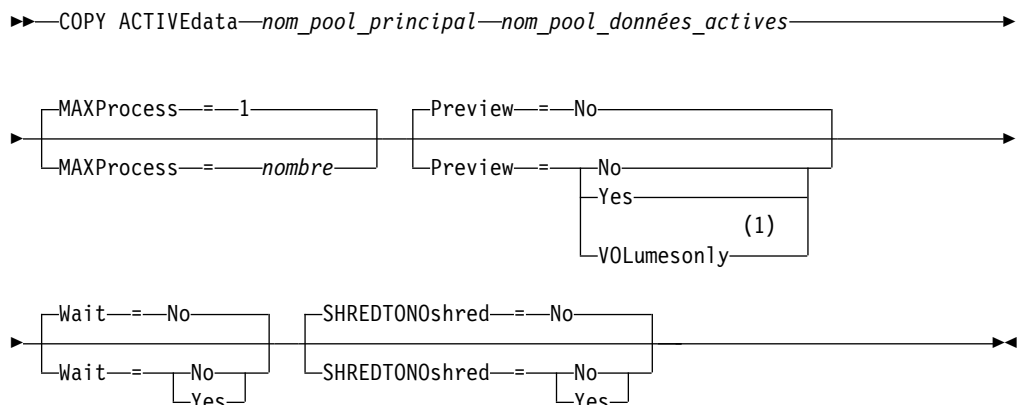 COPY ACTIVEdata nom_pool_principal nom_pool_données_actives
MAXProcess = 1 Preview = No
MAXProcess = nombre Preview = No
Yes
(1)
VOLumesonly
Wait = No SHREDTONOshred = No
Wait = No SHREDTONOshred = No
Yes Yes